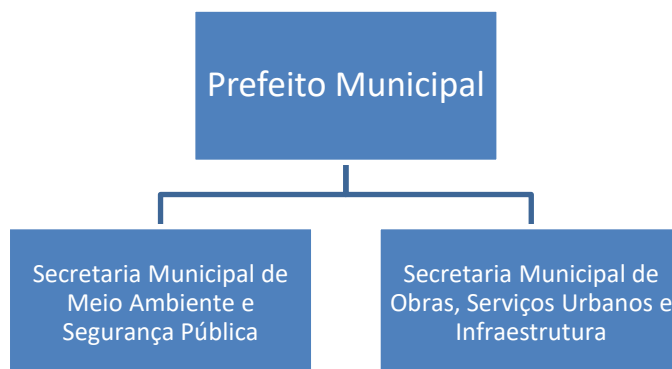 Prefeito Municipal
Secretaria Municipal de
Meio Ambiente e
Segurança Pública
Secretaria Municipal de
Obras, Serviços Urbanos e
Infraestrutura